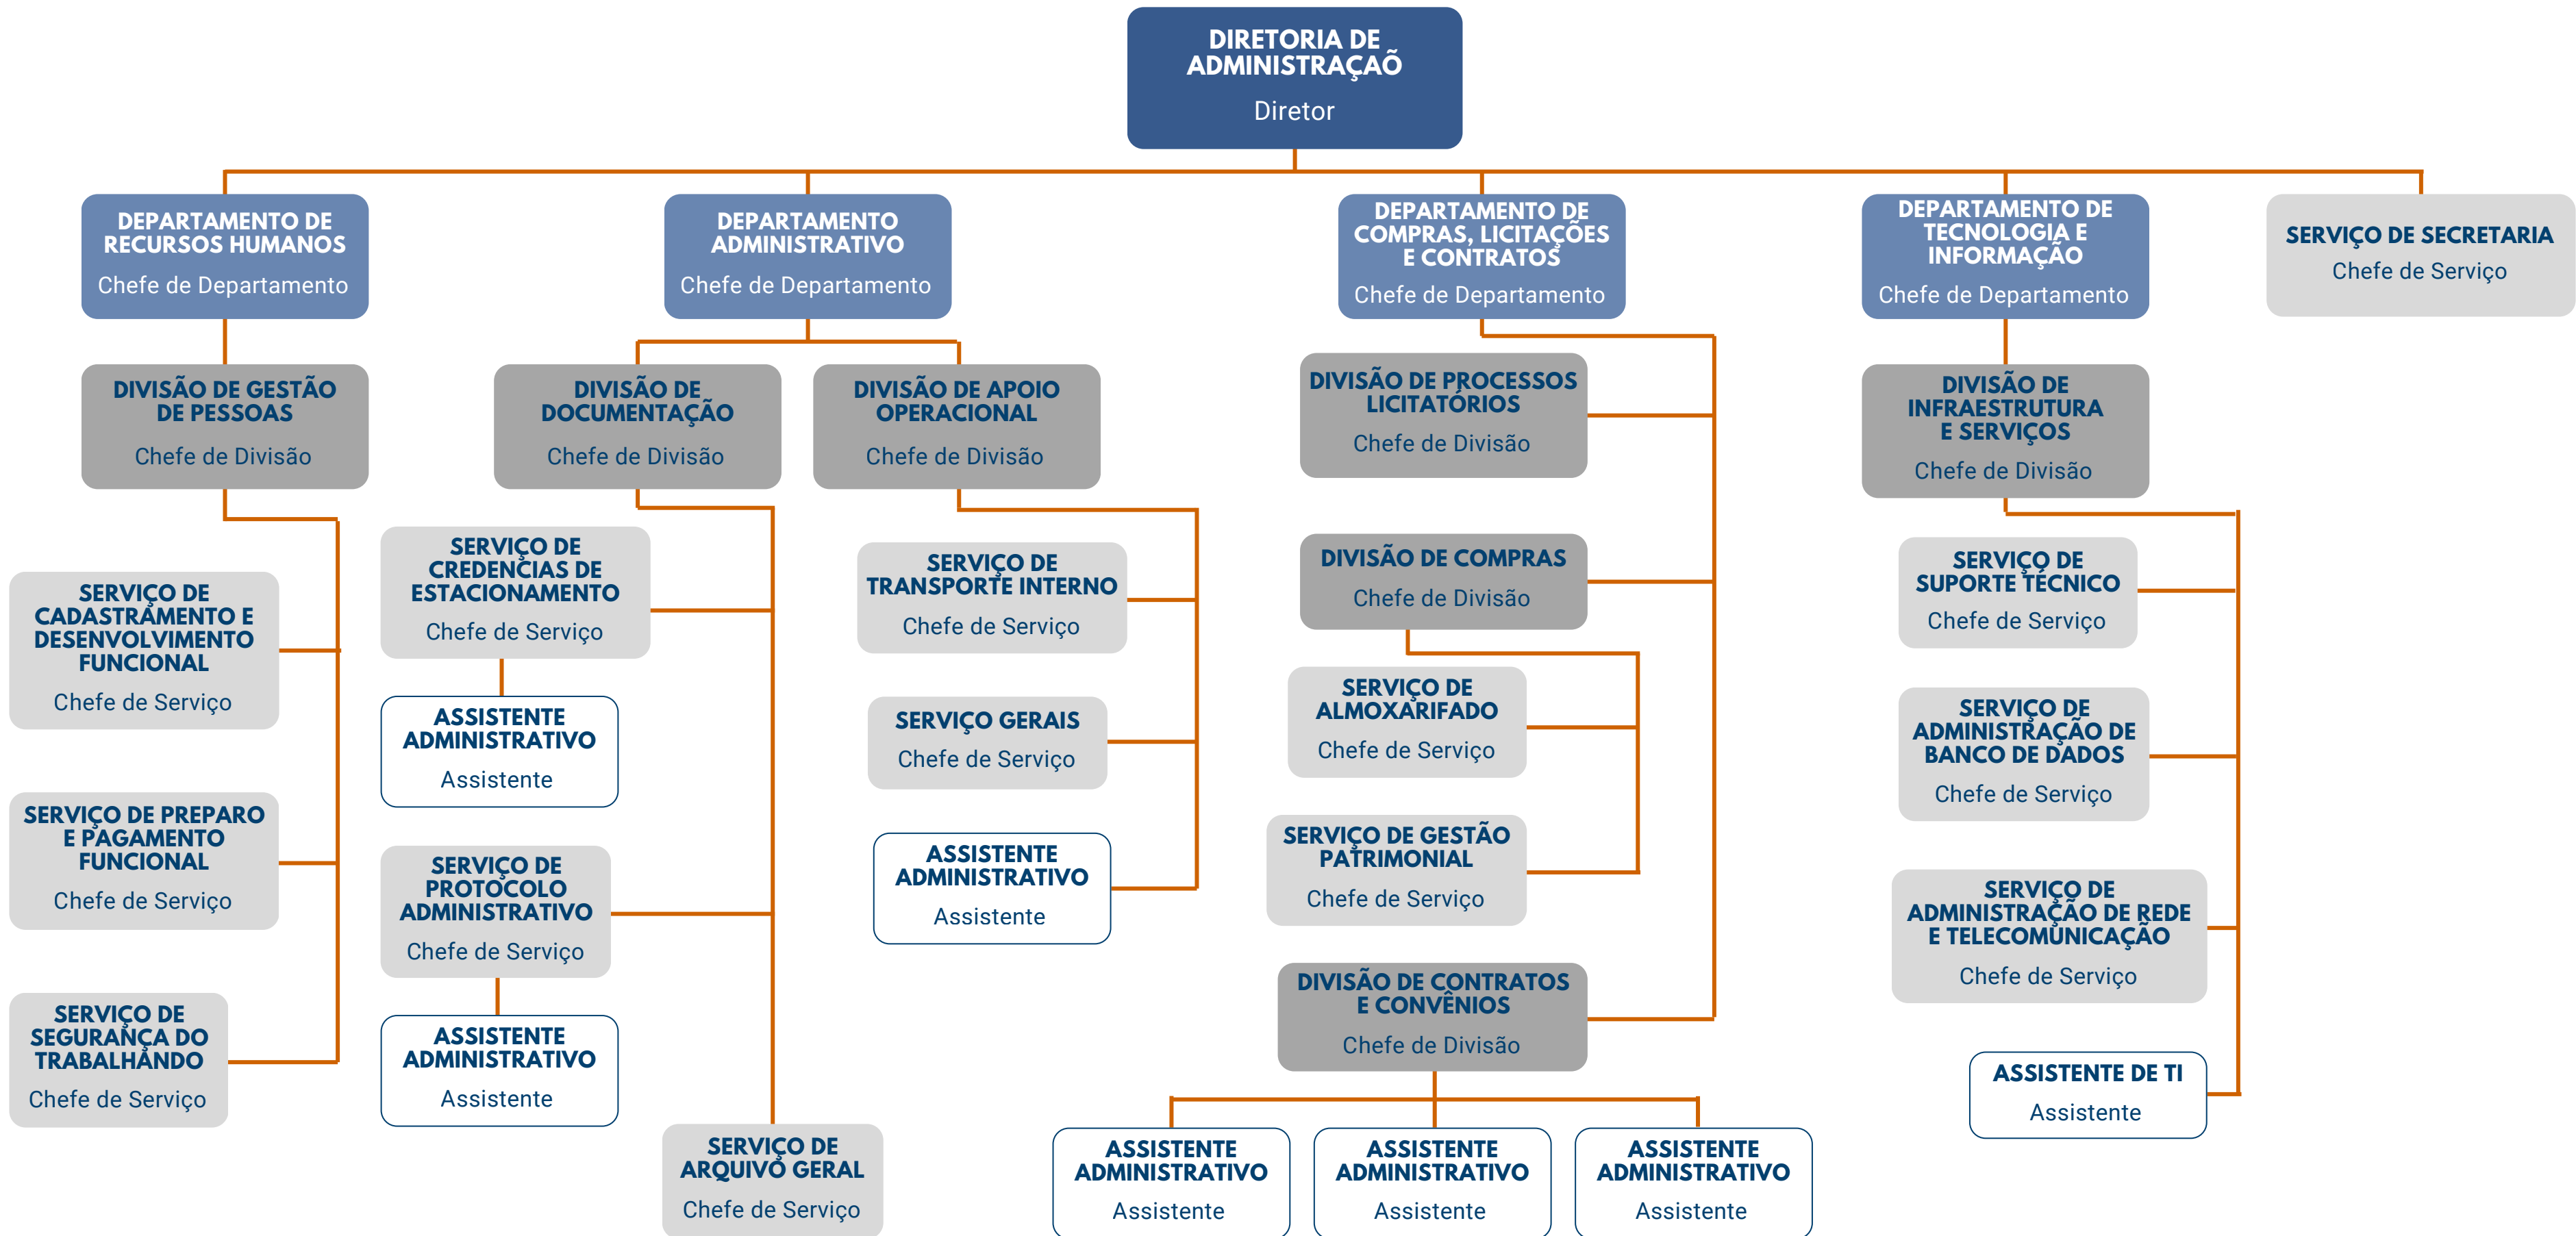 DIRETORIA DE
ADMINISTRAÇAÕ
Diretor
DEPARTAMENTO DE
RECURSOS HUMANOS
Chefe de Departamento
DEPARTAMENTO
ADMINISTRATIVO
Chefe de Departamento
DEPARTAMENTO DE
COMPRAS, LICITAÇÕES
E CONTRATOS
Chefe de Departamento
DEPARTAMENTO DE
TECNOLOGIA E
INFORMAÇÃO
Chefe de Departamento
SERVIÇO DE SECRETARIA
Chefe de Serviço
DIVISÃO DE GESTÃO
DE PESSOAS
Chefe de Divisão
SERVIÇO DE
CADASTRAMENTO E
DESENVOLVIMENTO
FUNCIONAL
Chefe de Serviço
SERVIÇO DE PREPARO
E PAGAMENTO
FUNCIONAL
Chefe de Serviço
SERVIÇO DE
SEGURANÇA DO
TRABALHANDO
Chefe de Serviço
DIVISÃO DE
DOCUMENTAÇÃO
Chefe de Divisão
SERVIÇO DE
CREDENCIAS DE
ESTACIONAMENTO
Chefe de Serviço
ASSISTENTE
ADMINISTRATIVO
Assistente
SERVIÇO DE
PROTOCOLO
ADMINISTRATIVO
Chefe de Serviço
ASSISTENTE
ADMINISTRATIVO
Assistente
SERVIÇO DE
ARQUIVO GERAL
Chefe de Serviço
DIVISÃO DE APOIO
OPERACIONAL
Chefe de Divisão
SERVIÇO DE
TRANSPORTE INTERNO
Chefe de Serviço
SERVIÇO GERAIS
Chefe de Serviço
ASSISTENTE
ADMINISTRATIVO
Assistente
DIVISÃO DE PROCESSOS
LICITATÓRIOS
Chefe de Divisão
DIVISÃO DE COMPRAS
Chefe de Divisão
SERVIÇO DE
ALMOXARIFADO
Chefe de Serviço
SERVIÇO DE GESTÃO
PATRIMONIAL
Chefe de Serviço
DIVISÃO DE CONTRATOS
E CONVÊNIOS
Chefe de Divisão
ASSISTENTE
ADMINISTRATIVO
Assistente
ASSISTENTE
ADMINISTRATIVO
Assistente
ASSISTENTE
ADMINISTRATIVO
Assistente
DIVISÃO DE
INFRAESTRUTURA
E SERVIÇOS
Chefe de Divisão
SERVIÇO DE
SUPORTE TÉCNICO
Chefe de Serviço
SERVIÇO DE
ADMINISTRAÇÃO DE
BANCO DE DADOS
Chefe de Serviço
SERVIÇO DE
ADMINISTRAÇÃO DE REDE
E TELECOMUNICAÇÃO
Chefe de Serviço
ASSISTENTE DE TI
Assistente